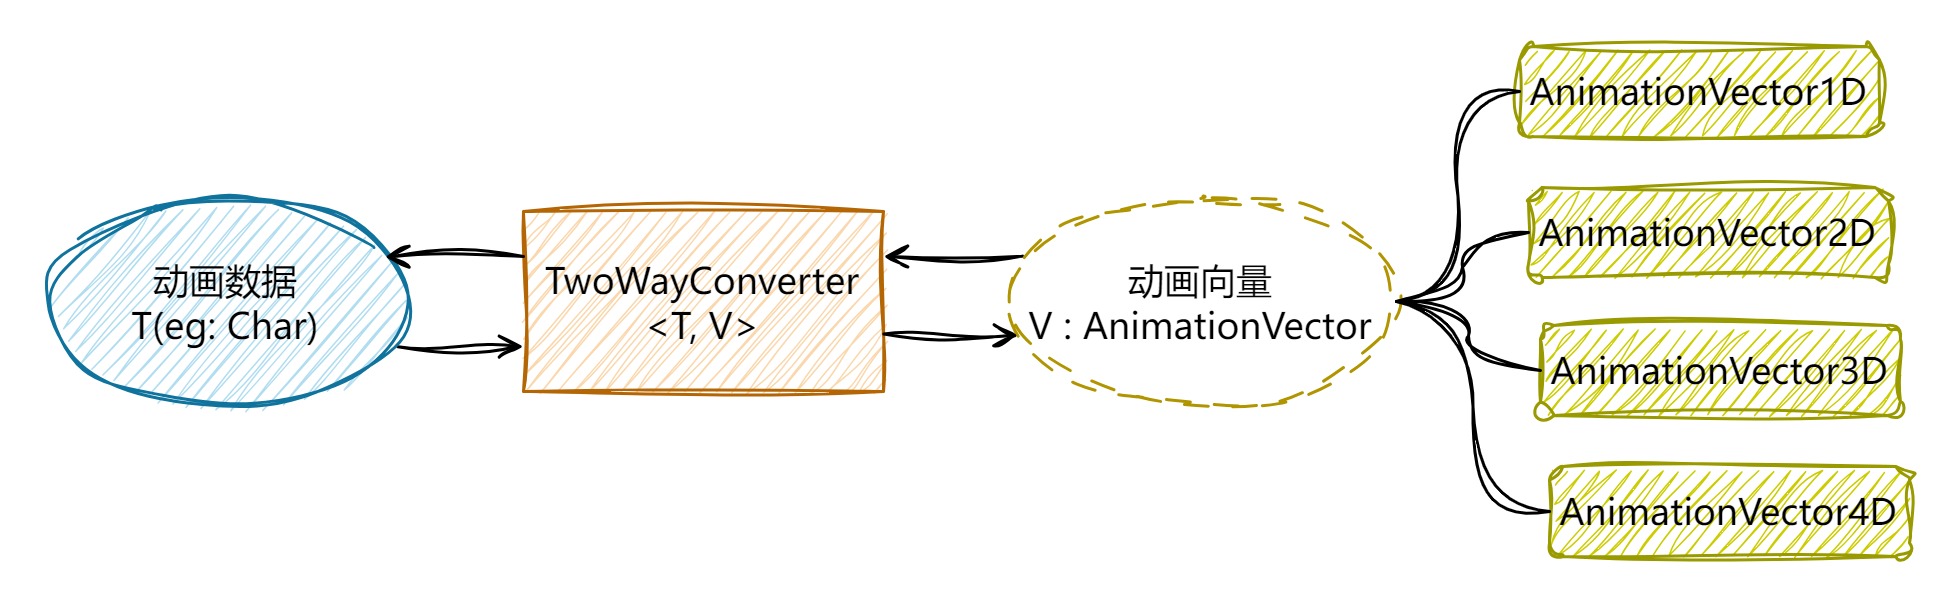 动画数据
T(eg: Char)
TwoWayConverter
<T, V>
动画向量
V : AnimationVector
AnimationVector1D
AnimationVector2D
AnimationVector3D
AnimationVector4D